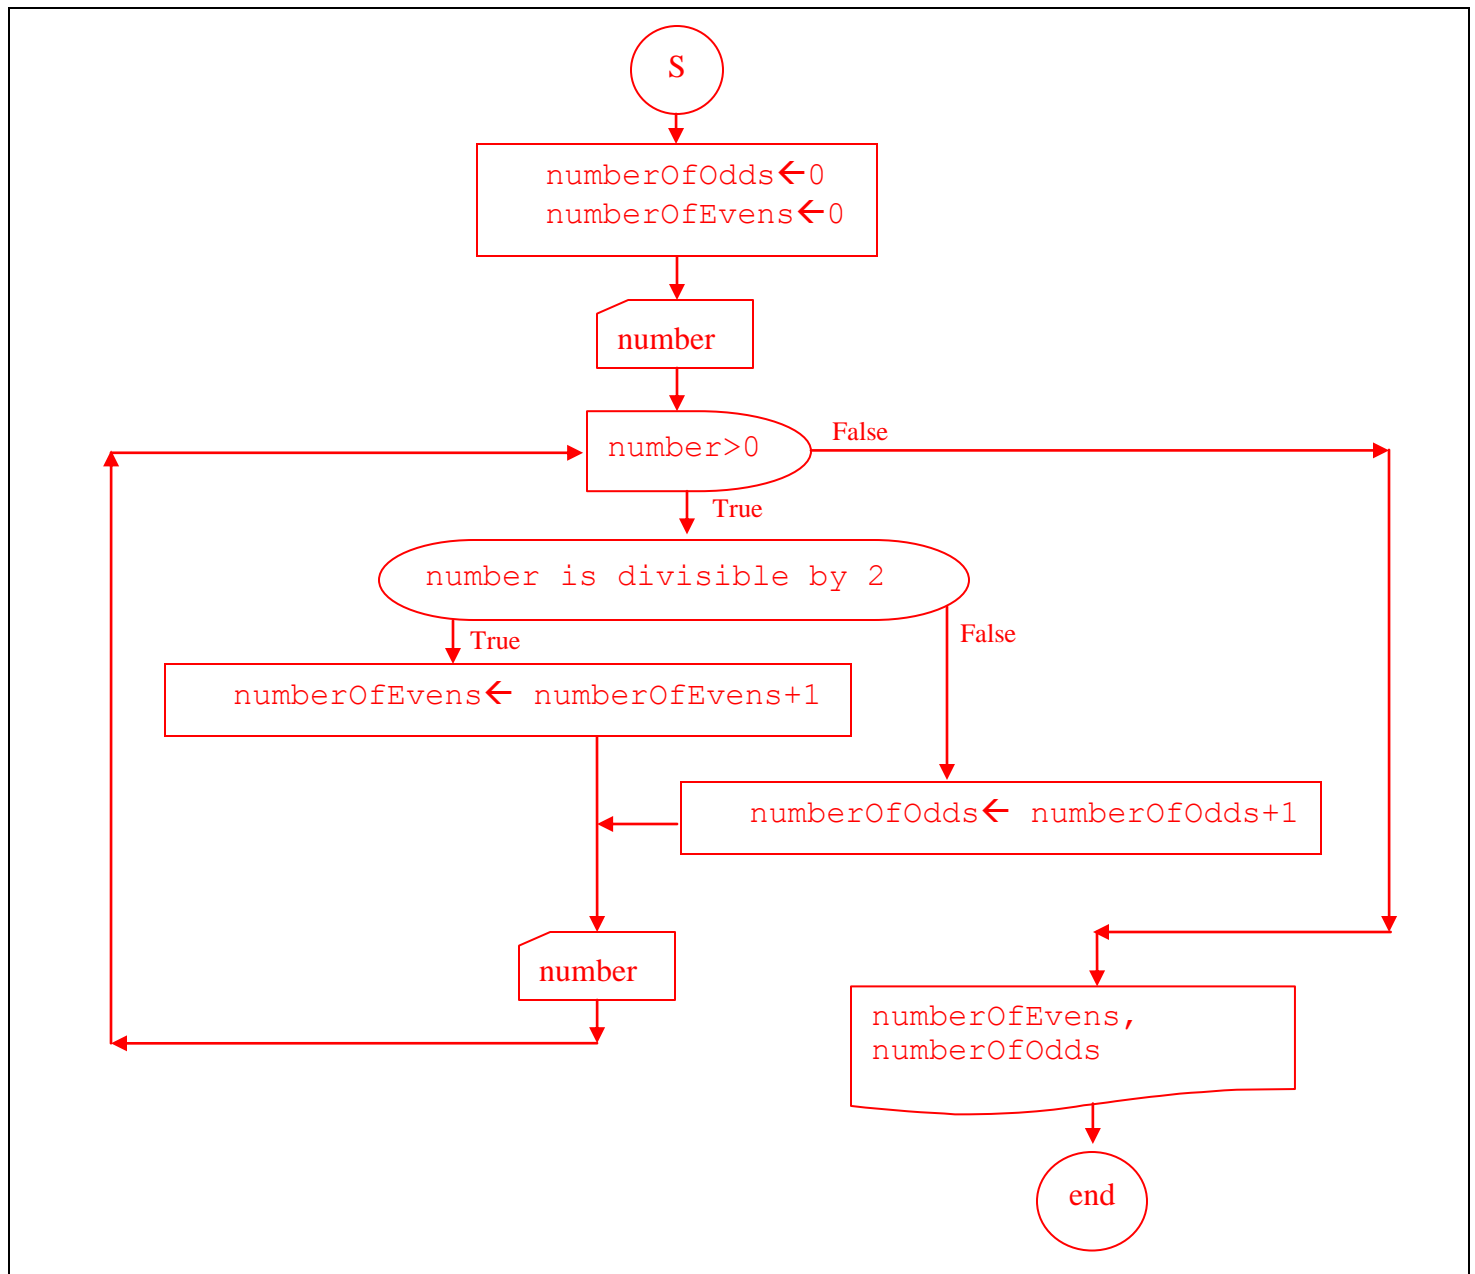 S
numberOfOdds←0
numberOfEvens←0
number
number>0
False
True
number is divisible by 2
True
False
numberOfEvens← numberOfEvens+1
numberOfOdds← numberOfOdds+1
number
numberOfEvens,
numberOfOdds
end